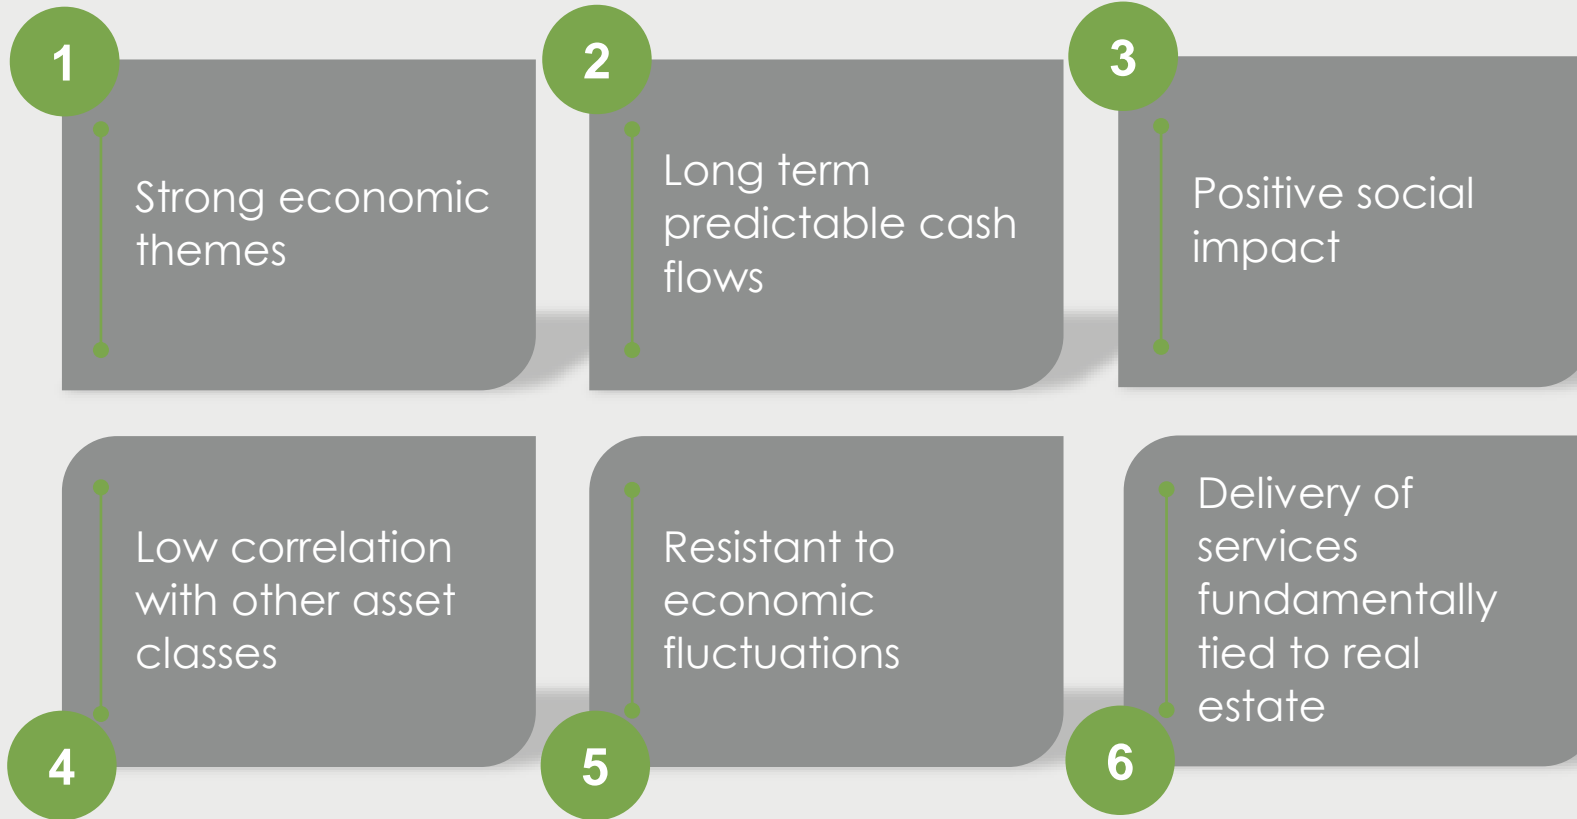 1
Strong economic
themes
2
Long term
predictable cash
flows
3
Positive social
impact
4
Low correlation
with other asset
classes
5
Resistant to
economic
fluctuations
6
Delivery of
services
fundamentally
tied to real
estate